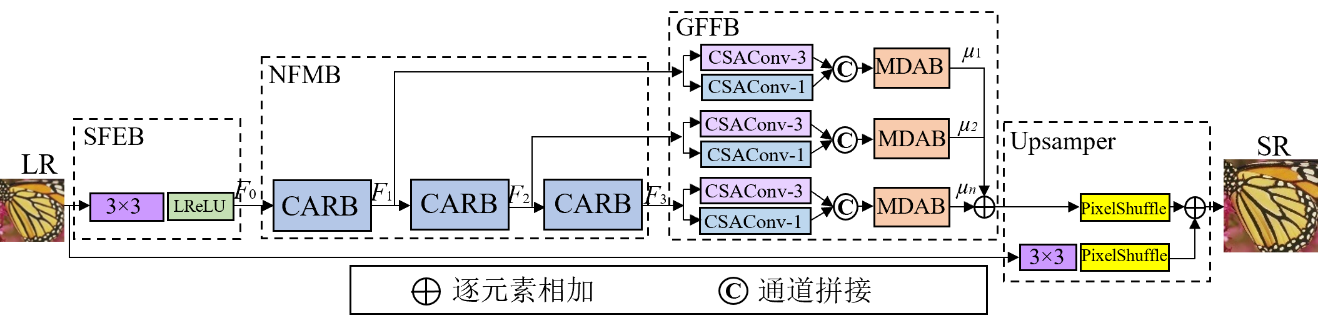 GFFB
NFMB
CSAConv-3
CSAConv-1
©
MDAB
μ1
SFEB
CSAConv-3
CSAConv-1
©
MDAB
μ2
Upsamper
LR
SR
3×3
LReLU
F0
CARB
F1
CARB
F2
CARB
F3
CSAConv-3
CSAConv-1
©
MDAB
μn
PixelShuffle
3×3
PixelShuffle
⊕ 逐元素相加
© 通道拼接